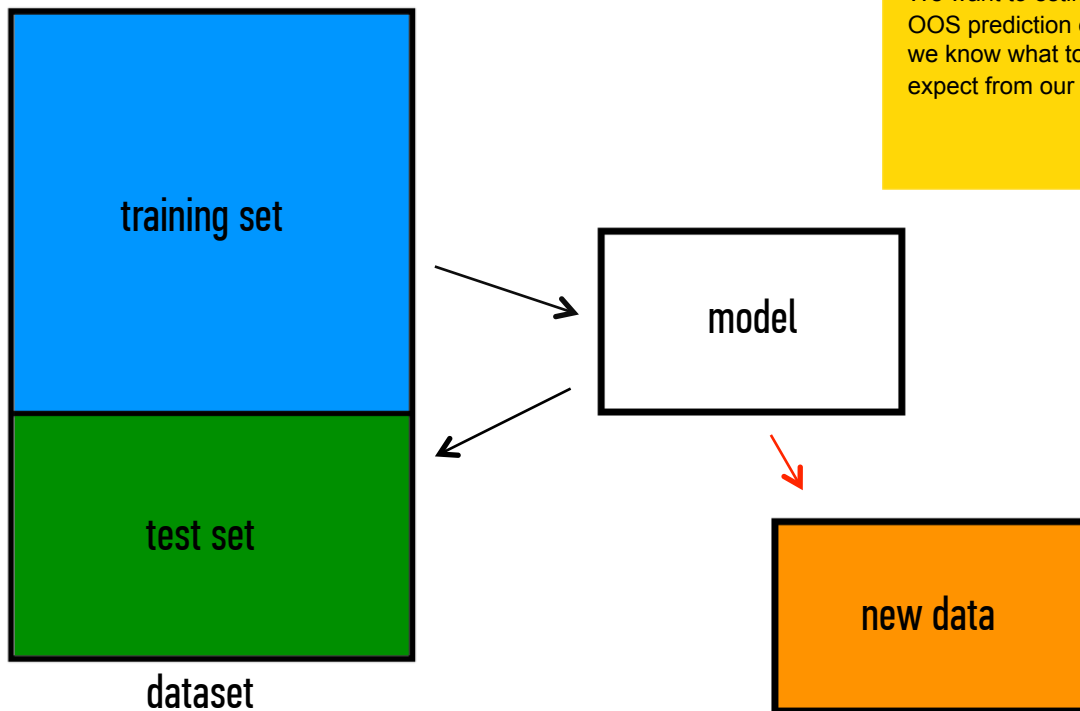 OOS prediction
we know what to
expect from our
training set
model
test set
new data
dataset